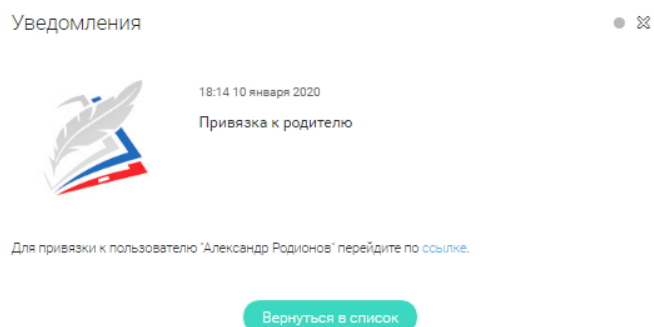 Уведомления
18:14 10 января 2020
Привязка к родителю
Для привязки к пользователю "Александр Родионов" перейдите по ссылке.
Вернуться в список